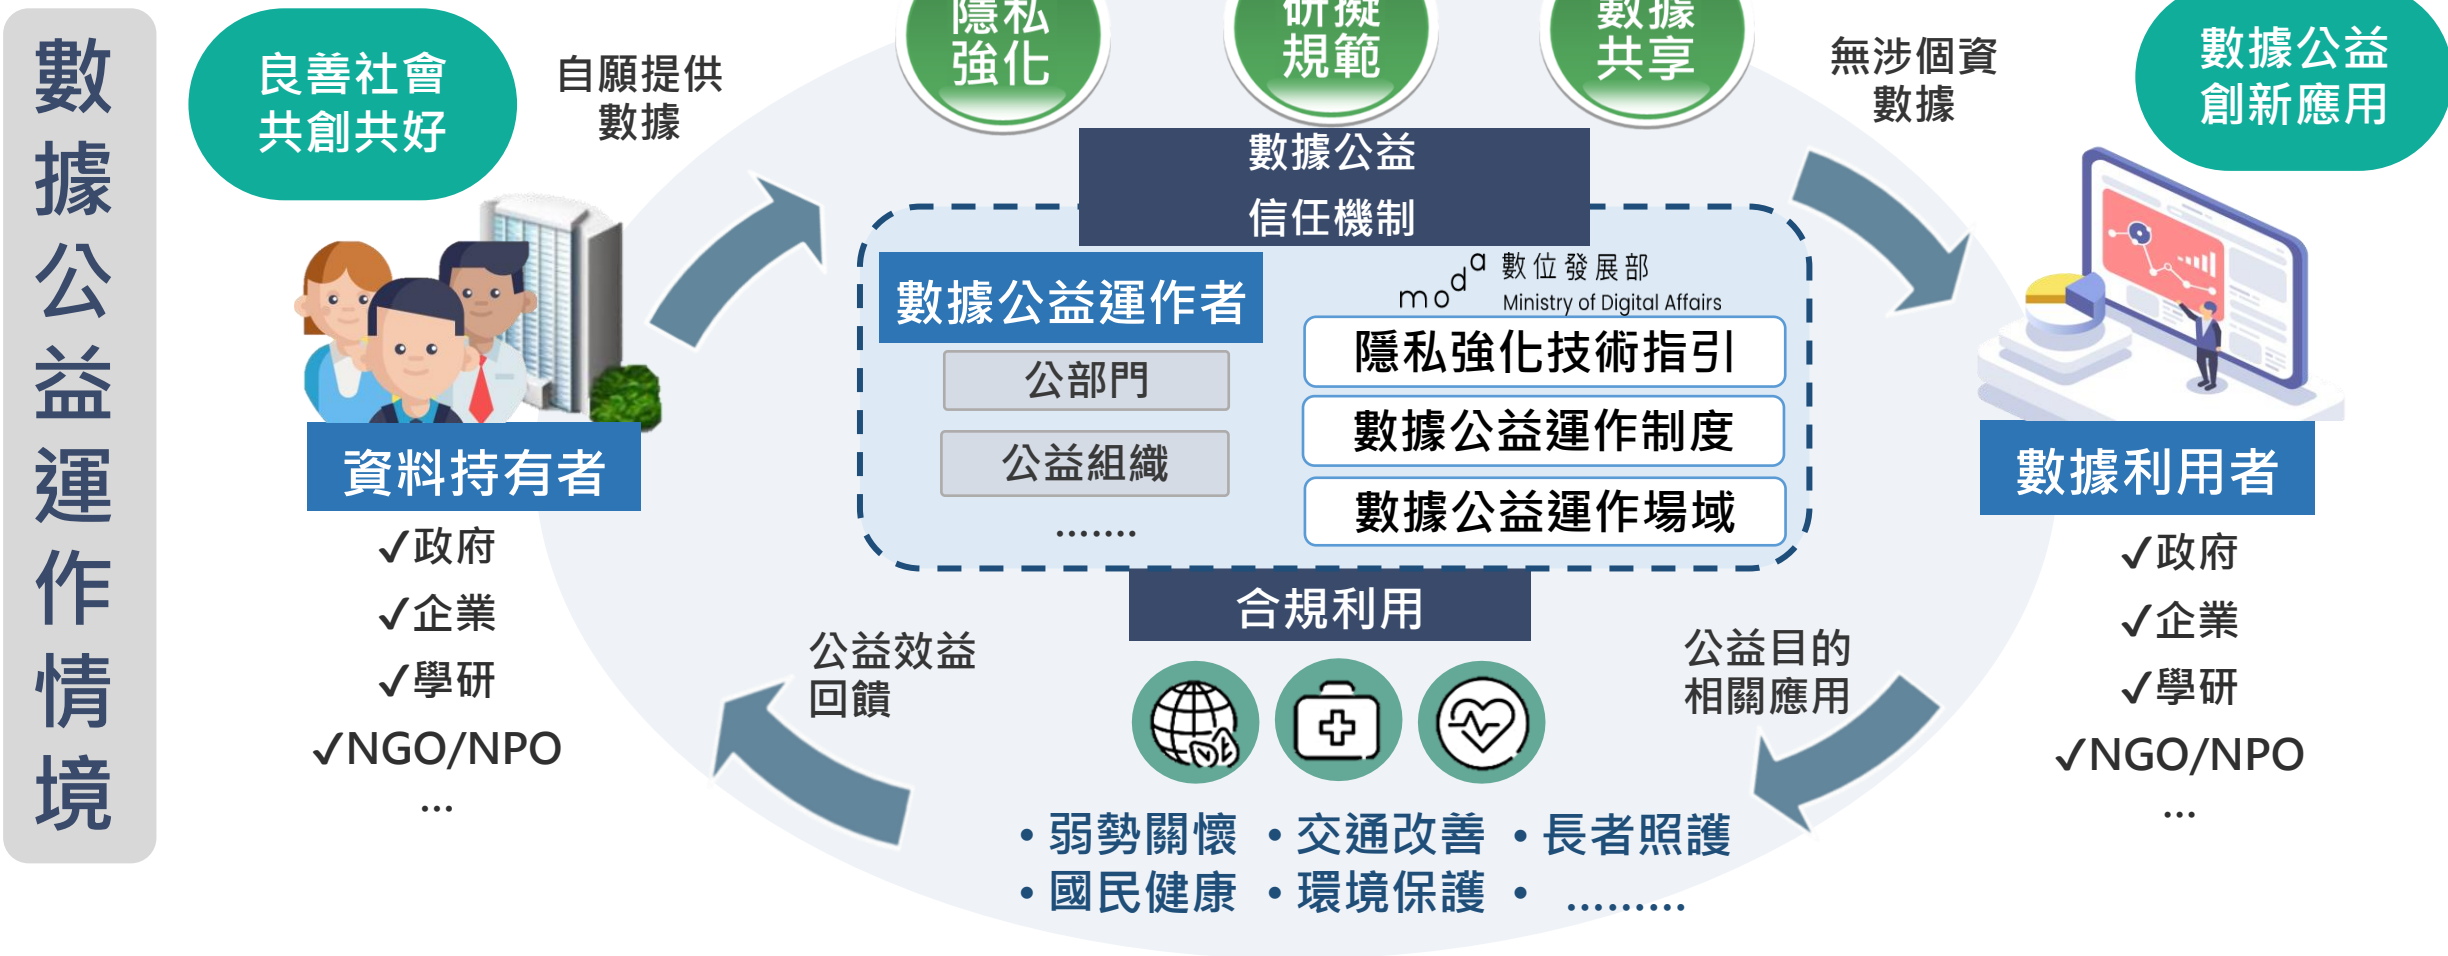 數據公益運作情境
良善社會
共創共好
自願提供
數據
隱私
強化
研擬
規範
數據
共享
無涉個資
數據
數據公益
創新應用
數據公益
信任機制
數據公益運作者
公部門
公益組織
.......
moda 數位發展部
Ministry of Digital Affairs
隱私強化技術指引
數據公益運作制度
數據公益運作場域
資料持有者
✓政府
✓企業
✓學研
✓NGO/NPO
...
數據利用者
✓政府
✓企業
✓學研
✓NGO/NPO
...
合規利用
公益效益
回饋
公益目的
相關應用
•弱勢關懷 •交通改善 •長者照護
•國民健康 •環境保護 • .........